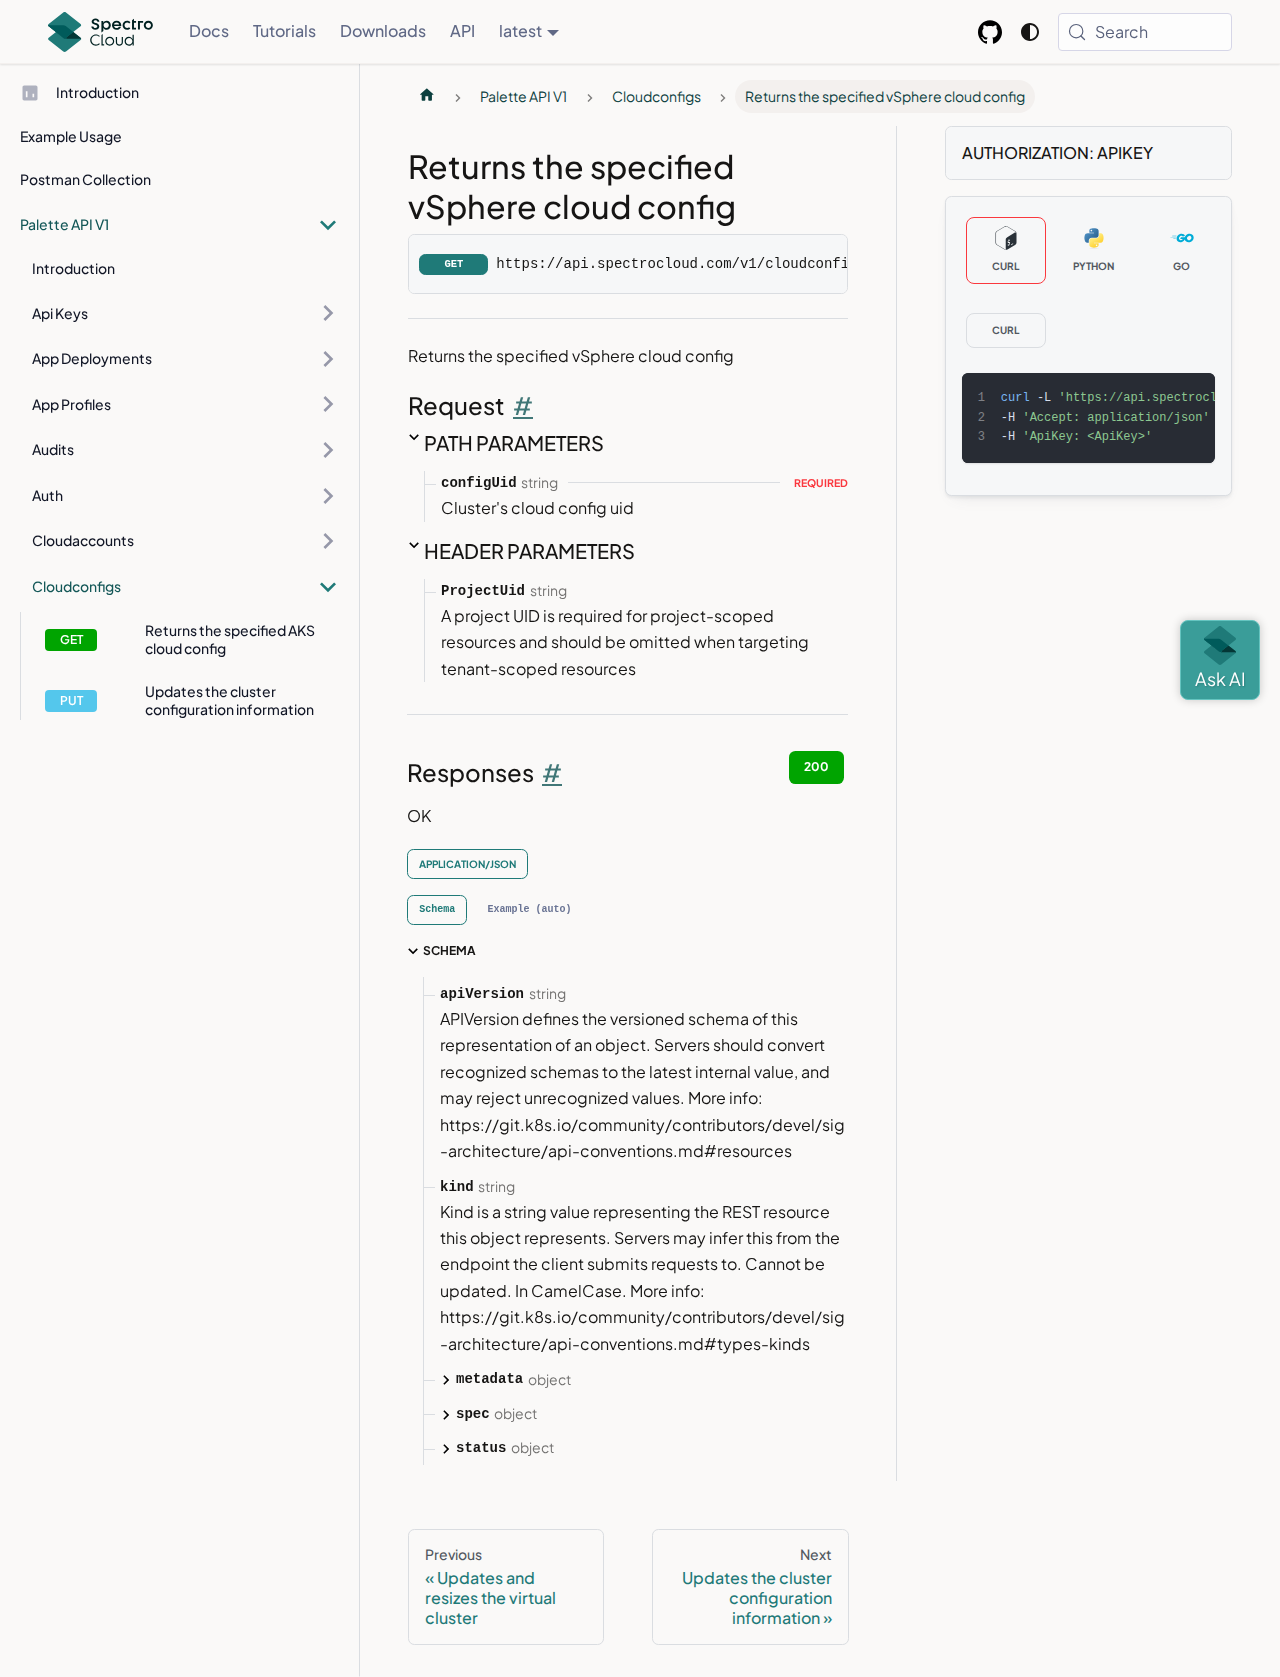 Spectro Cloud
Docs
Tutorials
Downloads
API
latest
Search
Introduction
Example Usage
Postman Collection
Palette API V1
Introduction
Api Keys
App Deployments
App Profiles
Audits
Auth
Cloudaccounts
Cloudconfigs
GET
Returns the specified AKS
cloud config
PUT
Updates the cluster
configuration information
Palette API V1
Cloudconfigs
Returns the specified vSphere cloud config
Returns the specified
vSphere cloud config
GET
https://api.spectrocloud.com/v1/cloudconfi
Returns the specified vSphere cloud config
Request #
PATH PARAMETERS
configUid string
REQUIRED
Cluster's cloud config uid
HEADER PARAMETERS
ProjectUid string
A project UID is required for project-scoped
resources and should be omitted when targeting
tenant-scoped resources
Responses #
200
OK
APPLICATION/JSON
Schema
Example (auto)
SCHEMA
apiVersion string
APIVersion defines the versioned schema of this
representation of an object. Servers should convert
recognized schemas to the latest internal value, and
may reject unrecognized values. More info:
https://git.k8s.io/community/contributors/devel/sig
-architecture/api-conventions.md#resources
kind string
Kind is a string value representing the REST resource
this object represents. Servers may infer this from the
endpoint the client submits requests to. Cannot be
updated. In CamelCase. More info:
https://git.k8s.io/community/contributors/devel/sig
-architecture/api-conventions.md#types-kinds
metadata object
spec object
status object
Previous
« Updates and
resizes the virtual
cluster
Next
Updates the cluster
configuration
information »
AUTHORIZATION: APIKEY
CURL
PYTHON
GO
CURL
1 curl -L 'https://api.spectrocl
2 -H 'Accept: application/json'
3 -H 'ApiKey: <ApiKey>'
Ask AI